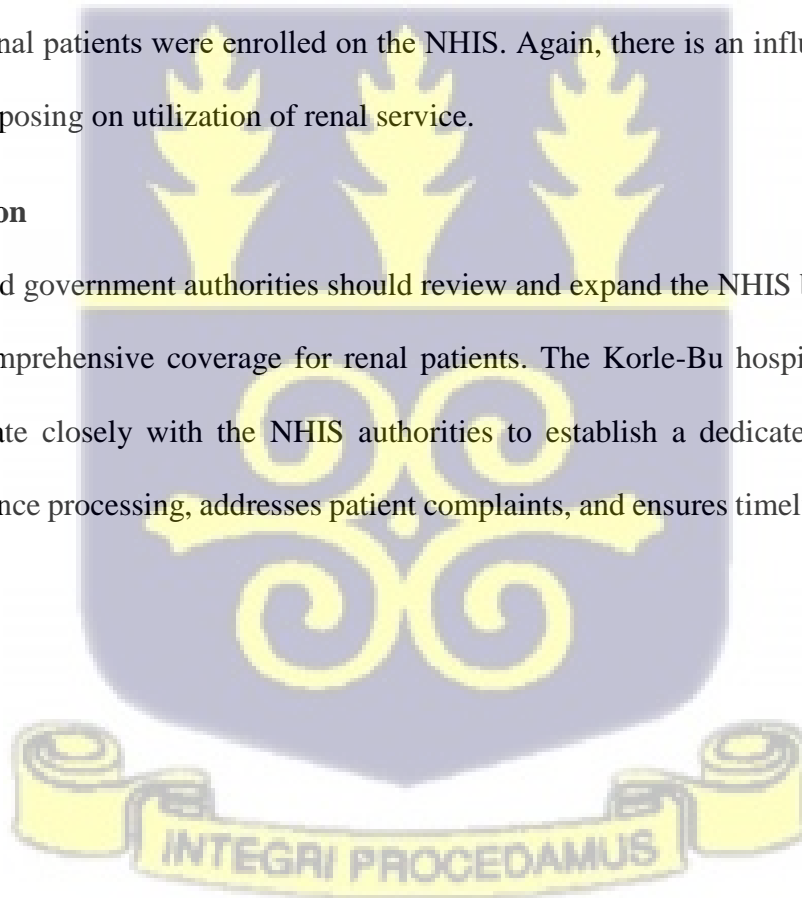 nal patients were enrolled on the NHIS. Again, there is an influ
posing on utilization of renal service.
on
d government authorities should review and expand the NHIS
mprehensive coverage for renal patients. The Korle-Bu hospi
ate closely with the NHIS authorities to establish a dedicate
nce processing, addresses patient complaints, and ensures timel
INTEGRI PROCEDAMUS